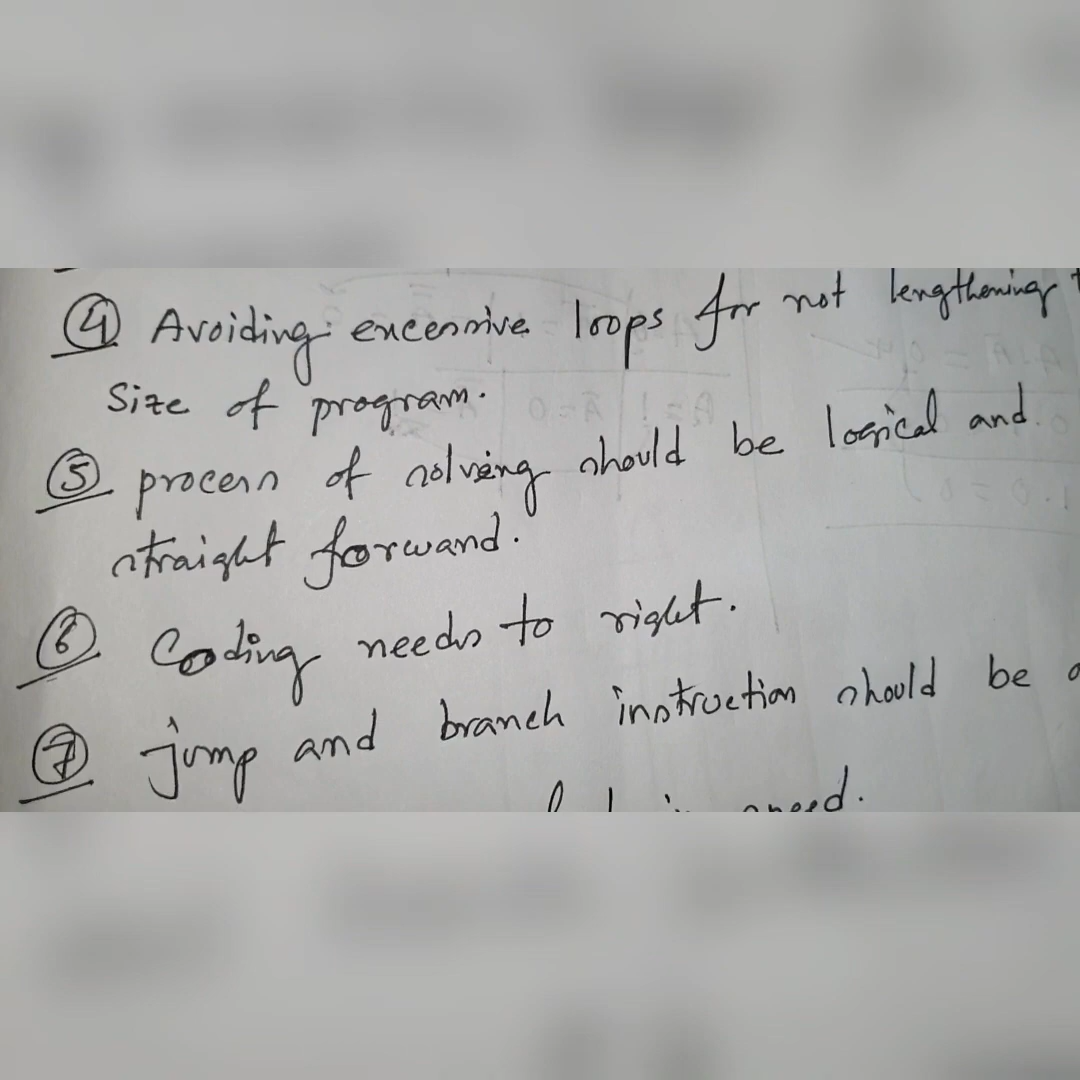 ④ Avoiding excessive loops for not lengthening
Size of program.
⑤ process of solving should be logical and
straight forward.
⑥ Coding needs to right.
⑦ jump and branch instruction should be